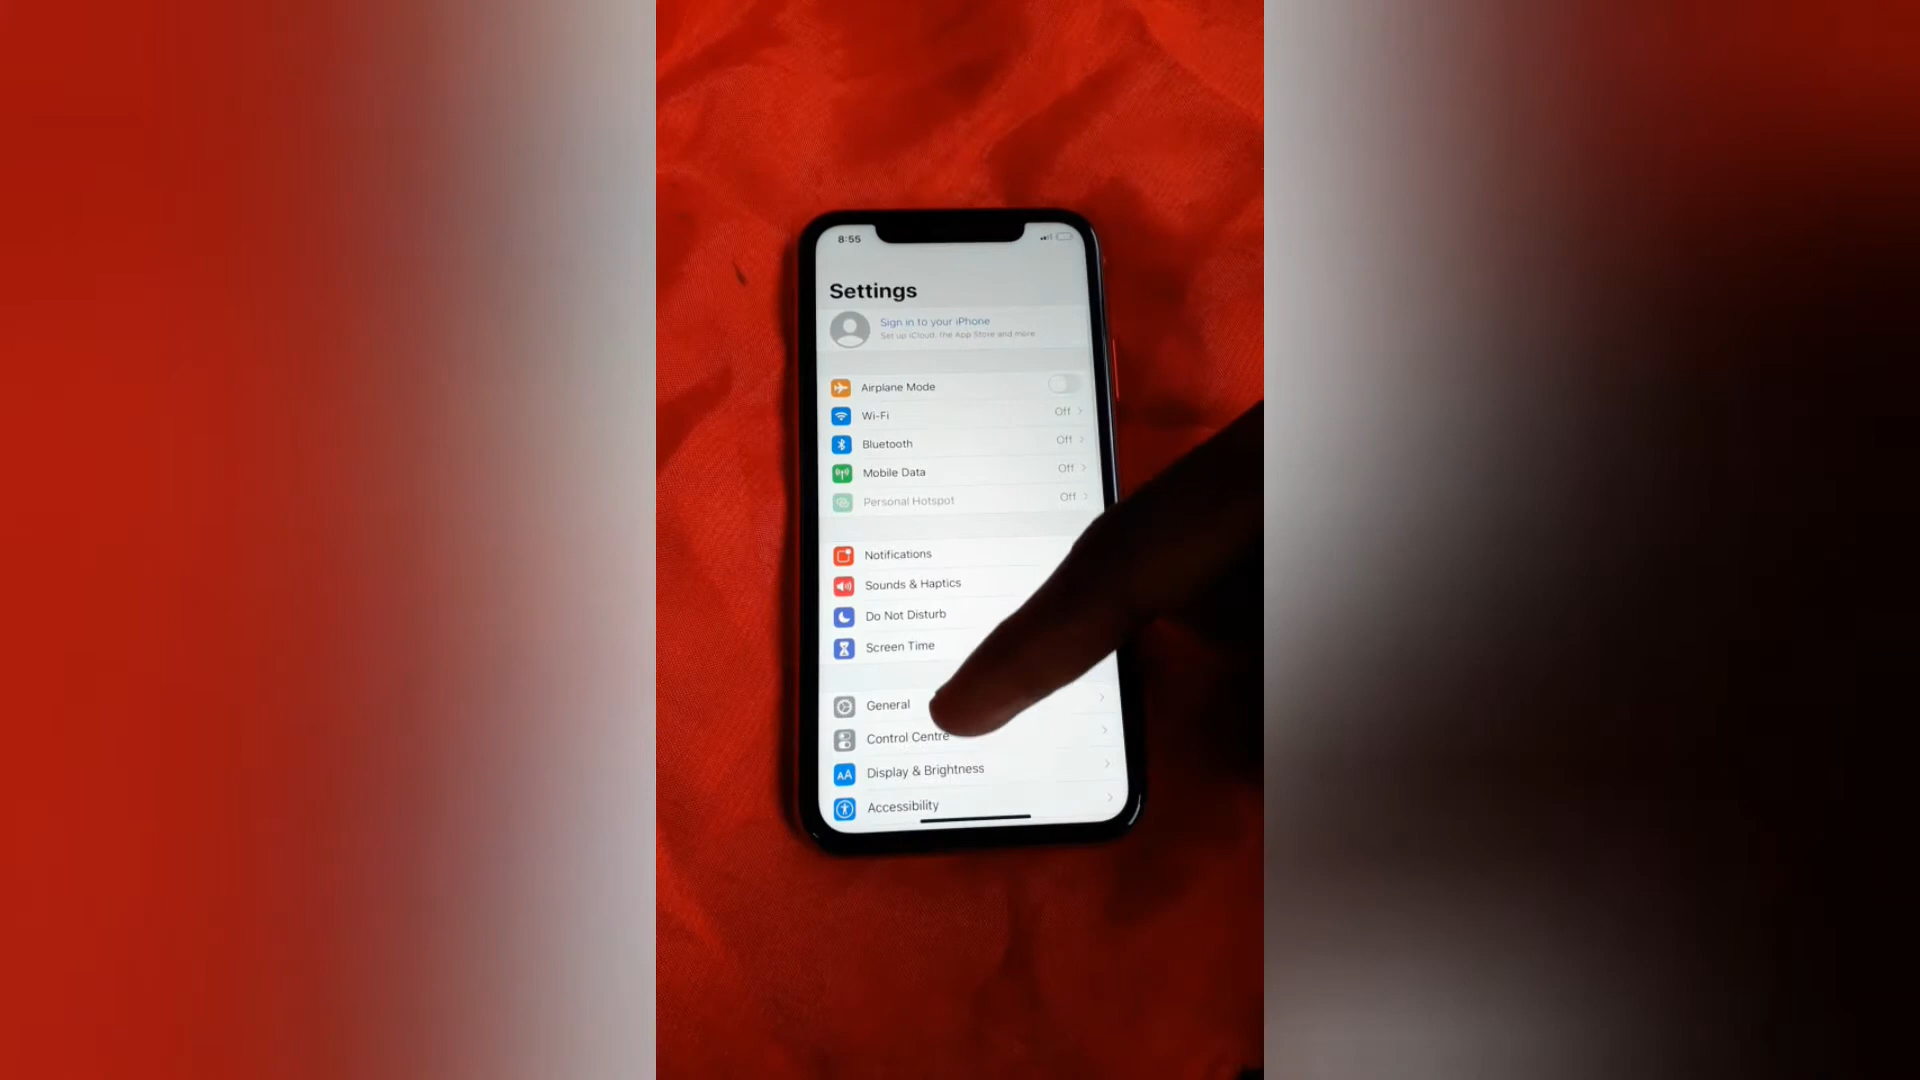 8:55
Settings
Sign in to your iPhone
Set up iCloud, the App Store and more.
Airplane Mode
Wi-Fi Off
Bluetooth Off
Mobile Data Off
Personal Hotspot Off
Notifications
Sounds & Haptics
Do Not Disturb
Screen Time
General
Control Centre
Display & Brightness
AA
Accessibility